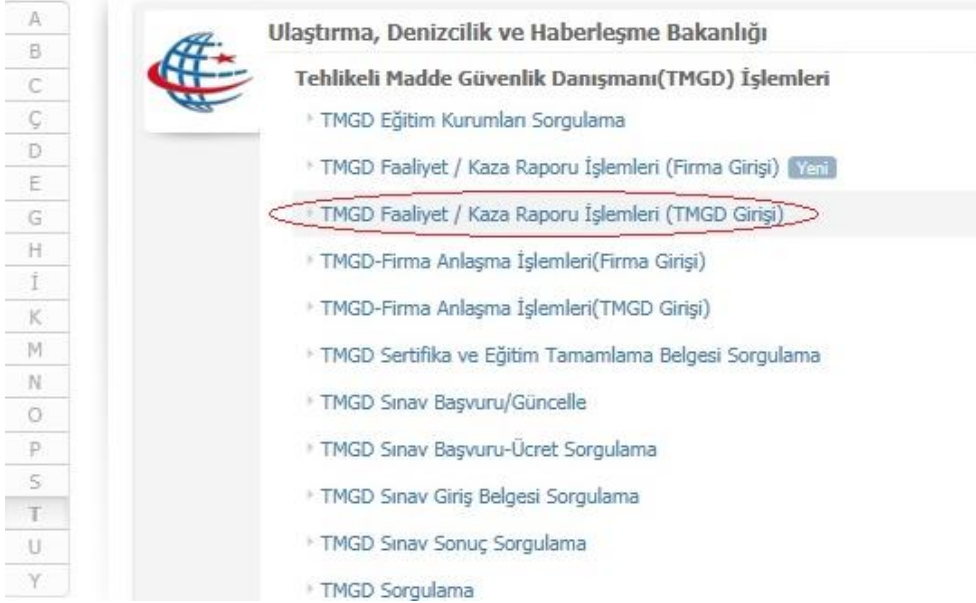 A
B
C
Ç
D
E
G
H
İ
K
M
N
O
P
S
T
U
Y
Ulaştırma, Denizcilik ve Haberleşme Bakanlığı
Tehlikeli Madde Güvenlik Danışmanı(TMGD) İşlemleri
TMGD Eğitim Kurumları Sorgulama
TMGD Faaliyet / Kaza Raporu İşlemleri (Firma Girişi) Yeni
TMGD Faaliyet / Kaza Raporu İşlemleri (TMGD Girişi)
TMGD-Firma Anlaşma İşlemleri(Firma Girişi)
TMGD-Firma Anlaşma İşlemleri(TMGD Girişi)
TMGD Sertifika ve Eğitim Tamamlama Belgesi Sorgulama
TMGD Sınav Başvuru/Güncelle
TMGD Sınav Başvuru-Ücret Sorgulama
TMGD Sınav Giriş Belgesi Sorgulama
TMGD Sınav Sonuç Sorgulama
TMGD Sorgulama